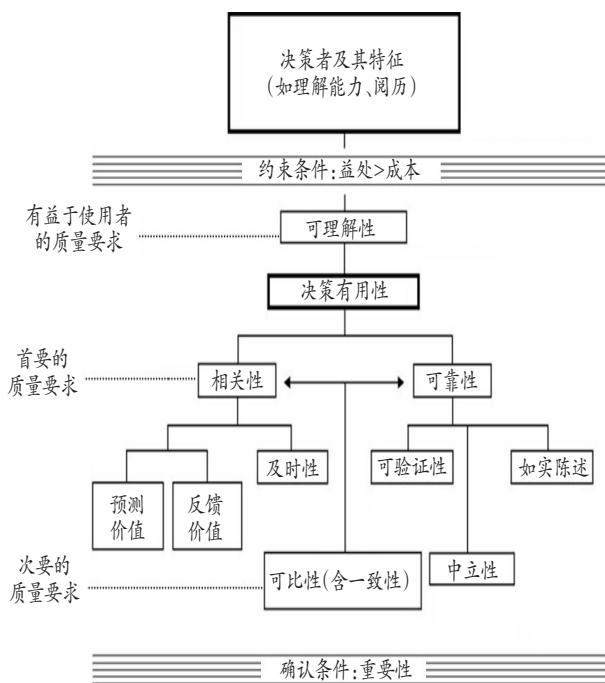 决策者及其特征
(如理解能力、阅历)
约束条件:益处>成本
有益于使用者
的质量要求
可理解性
决策有用性
首要的
质量要求
相关性
可靠性
及时性
可验证性
如实陈述
预测
价值
反馈
价值
次要的
质量要求
可比性(含一致性)
中立性
确认条件:重要性